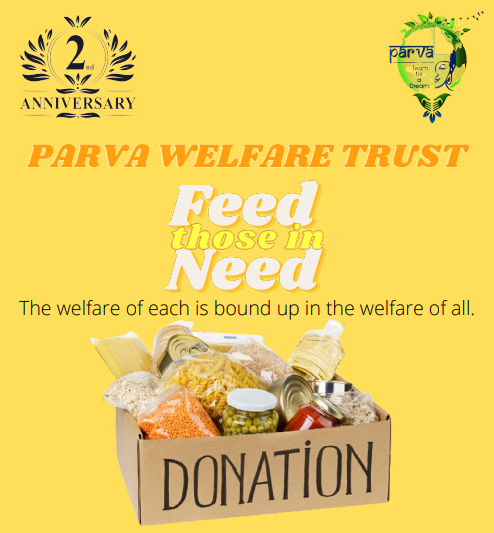 2nd
ANNIVERSARY
parva
Team
for
a
Dream
PARVA WELFARE TRUST
Feed
those in
Need
The welfare of each is bound up in the welfare of all.
DONATION